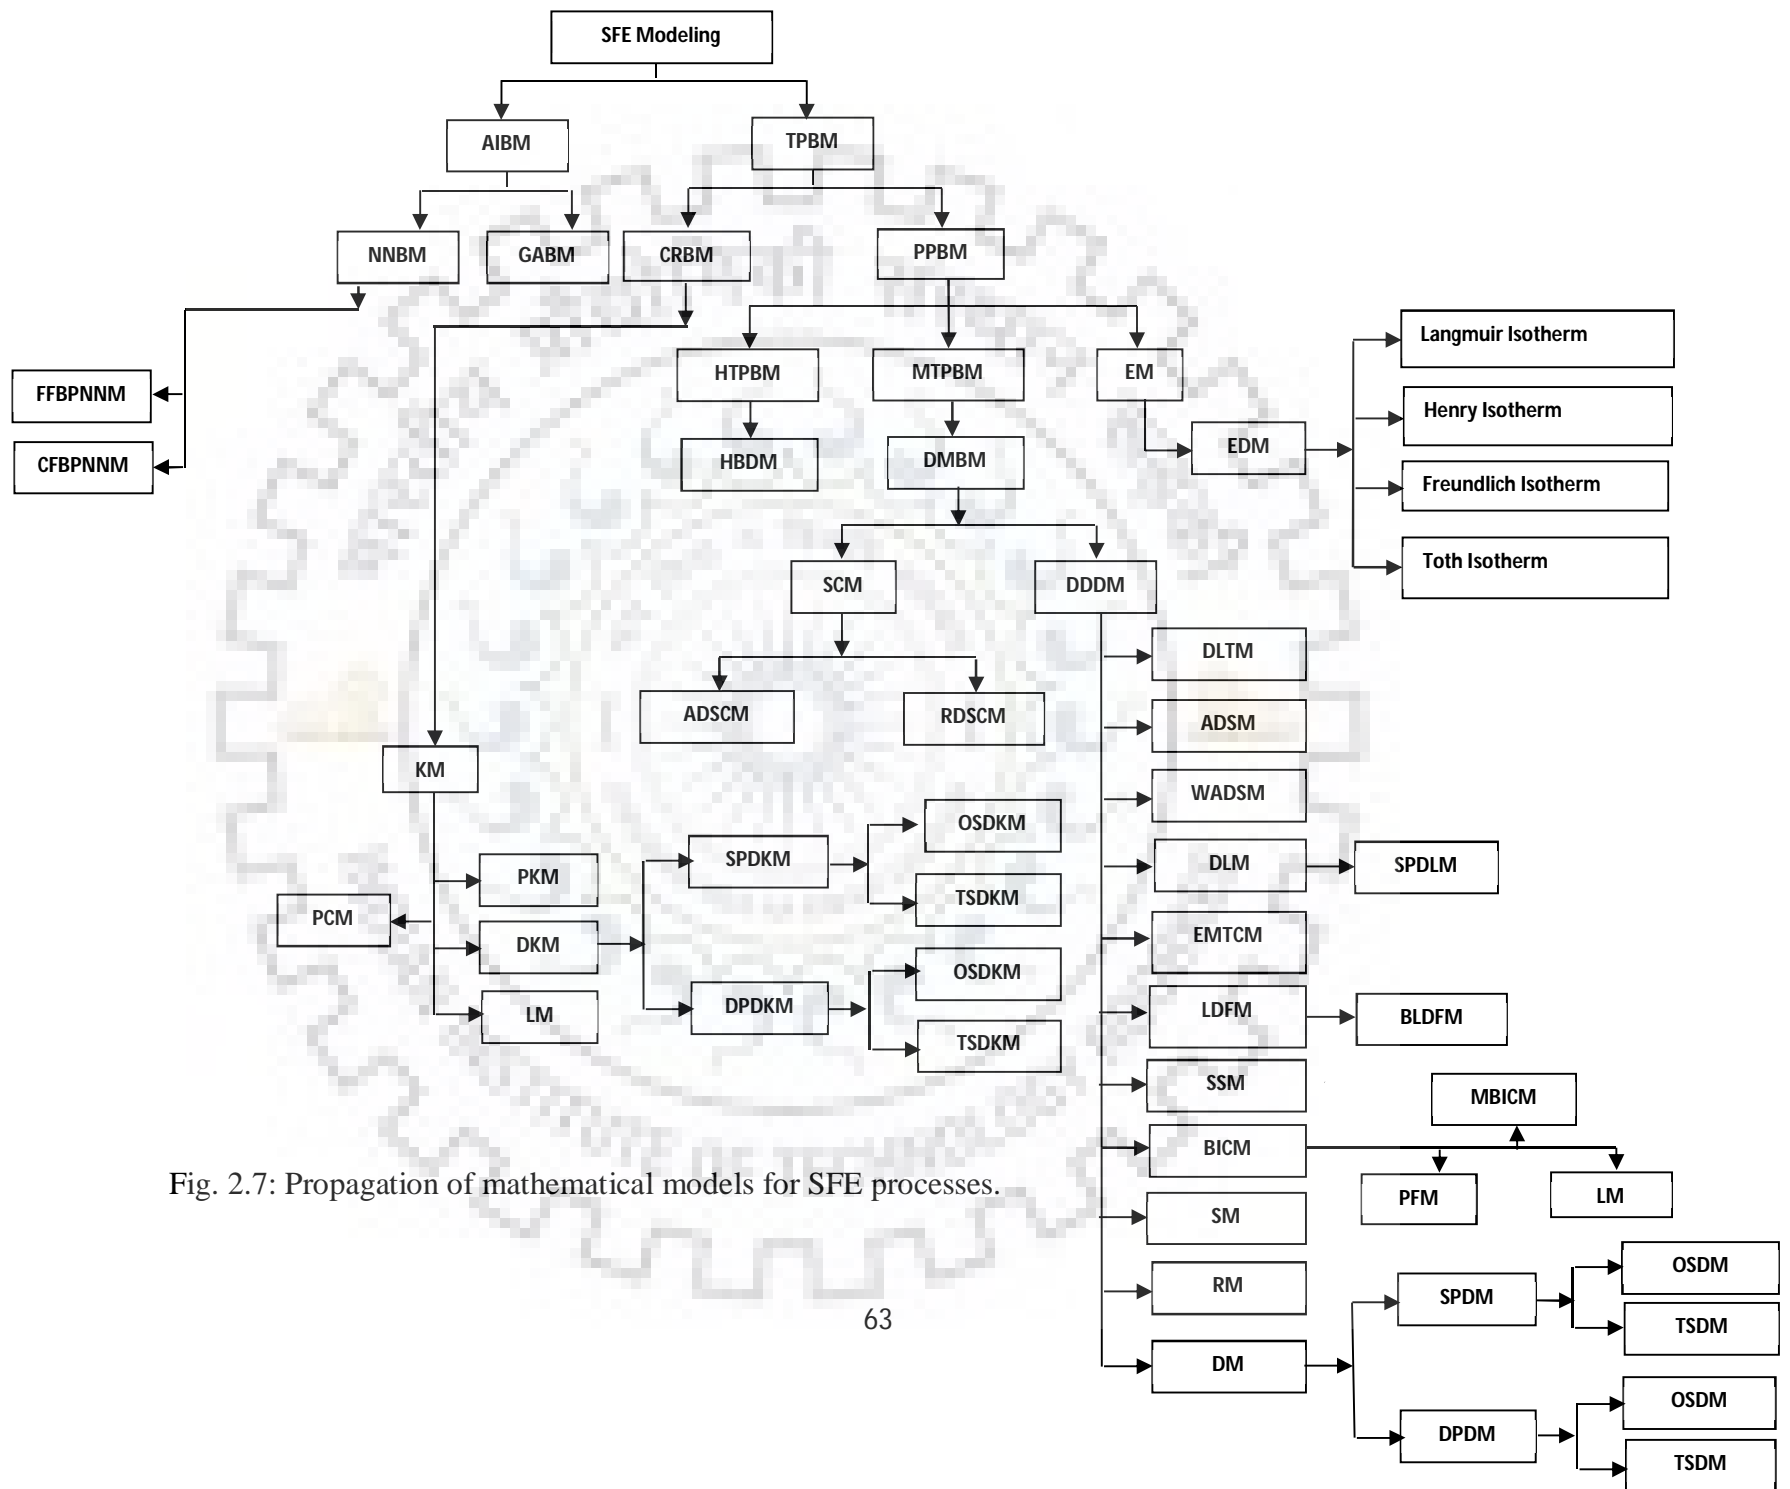 SFE Modeling
AIBM
TPBM
NNBM
GABM
CRBM
PPBM
HTPBM
MTPBM
EM
Langmuir Isotherm
FFBPNNM
Henry Isotherm
CFBPNNM
HBDM
DMBM
EDM
Freundlich Isotherm
Toth Isotherm
SCM
DDDM
DLTM
ADSCM
RDSCM
ADSM
KM
WADSM
OSDKM
SPDKM
DLM
SPDLM
PKM
TSDKM
PCM
DKM
EMTCM
OSDKM
DPDKM
LM
LDFM
BLDFM
TSDKM
SSM
MBICM
BICM
PFM
LM
Fig. 2.7: Propagation of mathematical models for SFE processes.
SM
RM
SPDM
OSDM
TSDM
63
DM
OSDM
DPDM
TSDM